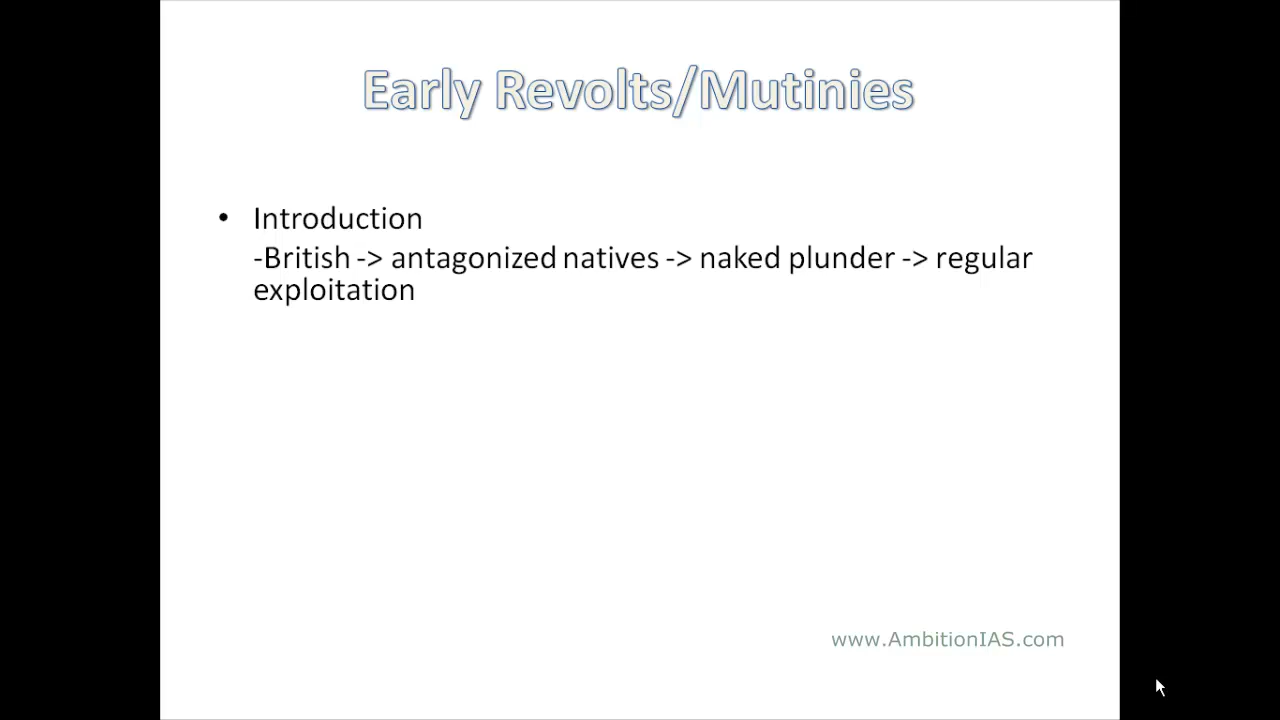 Early Revolts/Mutinies
• Introduction
-British -> antagonized natives -> naked plunder -> regular
exploitation
www.AmbitionIAS.com